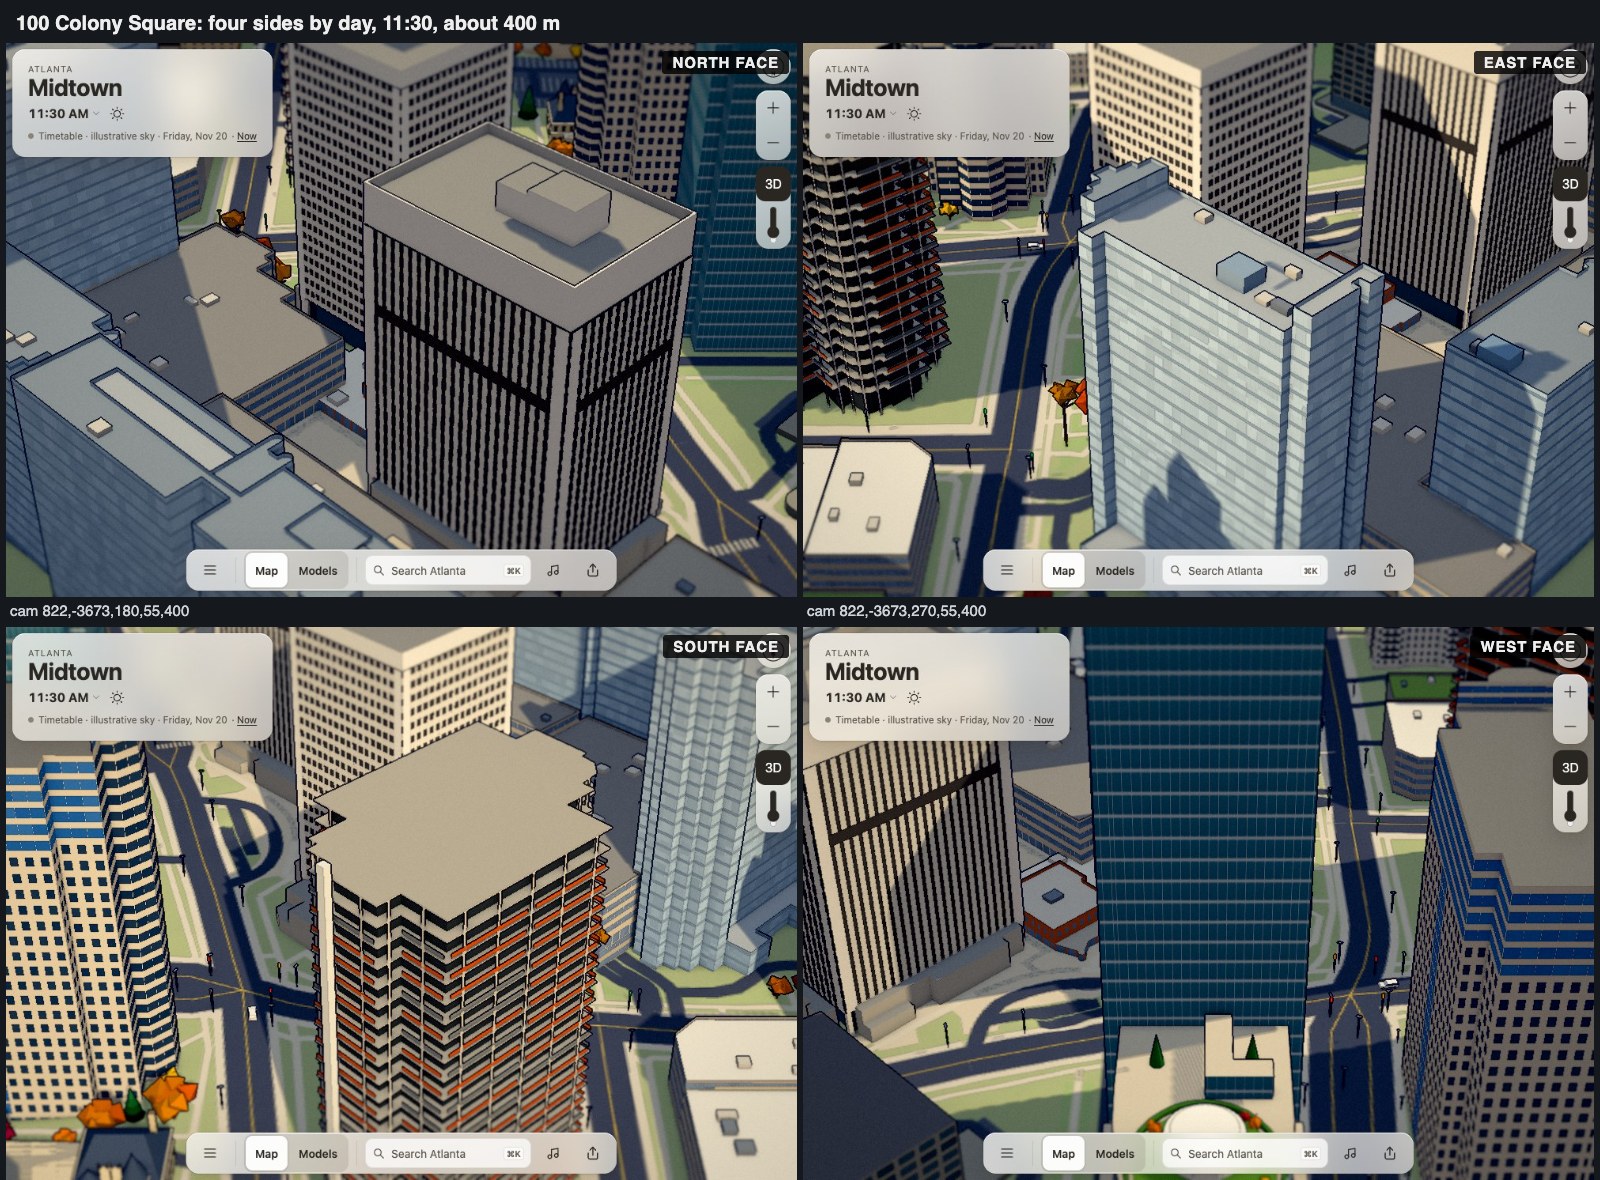 100 Colony Square: four sides by day, 11:30, about 400 m
ATLANTA
Midtown
11:30 AM
Timetable · illustrative sky · Friday, Nov 20 · Now
NORTH FACE
+
−
3D
Map
Models
Search Atlanta
⌘K
ATLANTA
Midtown
11:30 AM
Timetable · illustrative sky · Friday, Nov 20 · Now
EAST FACE
+
−
3D
Map
Models
Search Atlanta
⌘K
cam 822,-3673,180,55,400
cam 822,-3673,270,55,400
ATLANTA
Midtown
11:30 AM
Timetable · illustrative sky · Friday, Nov 20 · Now
SOUTH FACE
+
−
3D
Map
Models
Search Atlanta
⌘K
ATLANTA
Midtown
11:30 AM
Timetable · illustrative sky · Friday, Nov 20 · Now
WEST FACE
+
−
3D
Map
Models
Search Atlanta
⌘K